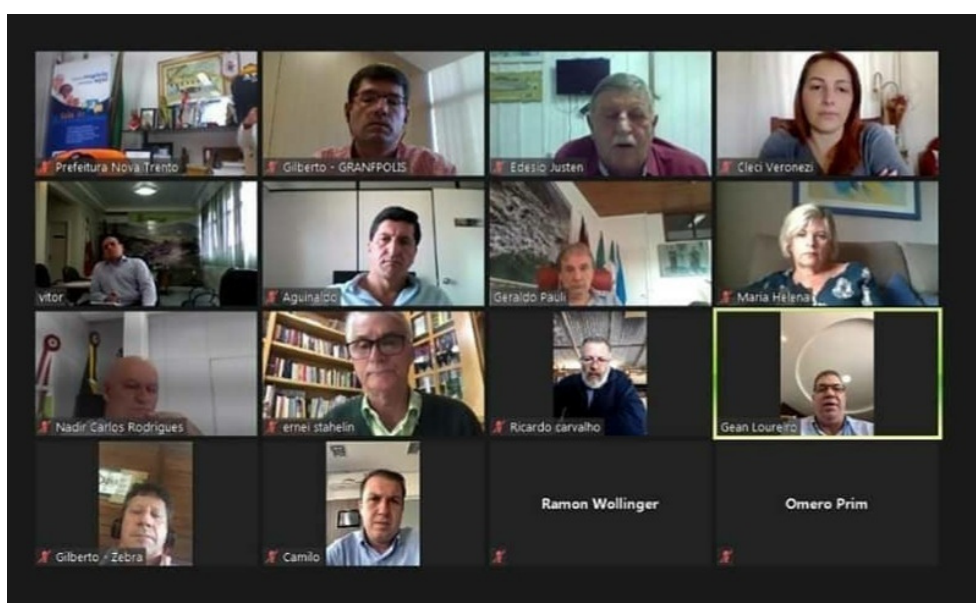 Prefeitura Nova Trento
Gilberto - GRANFPOLIS
Edesio Justen
Cleci Veronezi
vitor
Aguinaldo
Geraldo Pauli
Maria Helena
Nadir Carlos Rodrigues
ernei stahelin
Ricardo carvalho
Gean Loureiro
Gilberto - Zebra
Camilo
Ramon Wollinger
Omero Prim